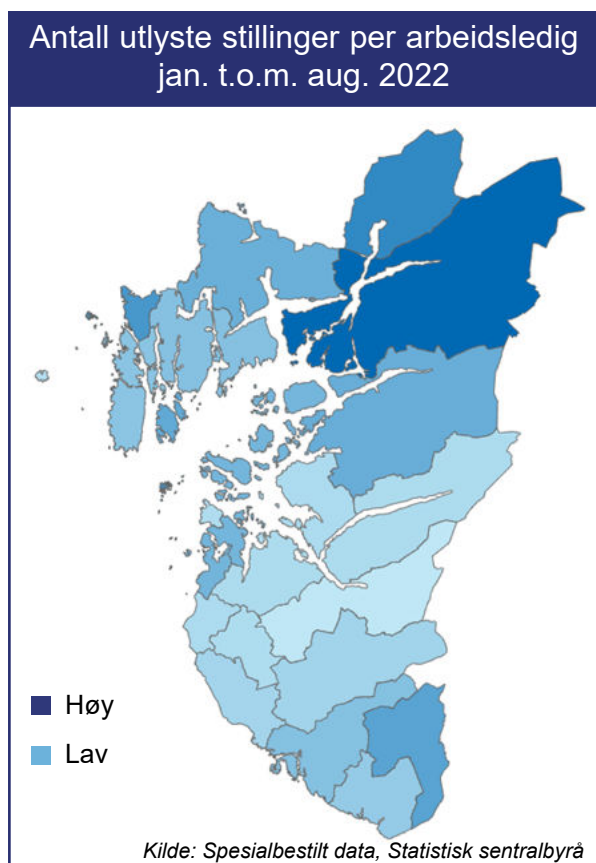 Antall utlyste stillinger per arbeidsledig
jan. t.o.m. aug. 2022
Høy
Lav
Kilde: Spesialbestilt data, Statistisk sentralbyrå